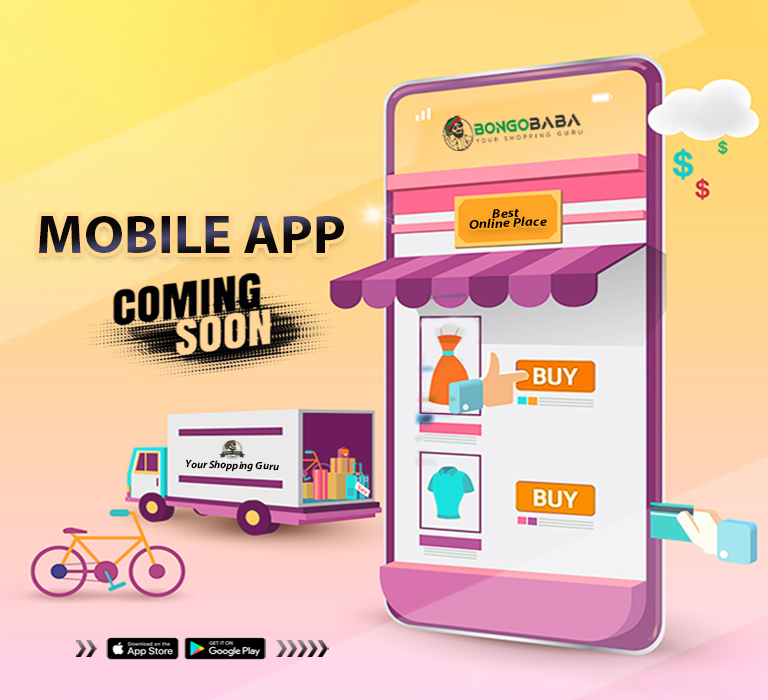 BONGOBABA
YOUR SHOPPING GURU
Best
Online Place
MOBILE APP
COMING
SOON
BUY
Your Shopping Guru
BUY
Download on the
App Store
GET IT ON
Google Play